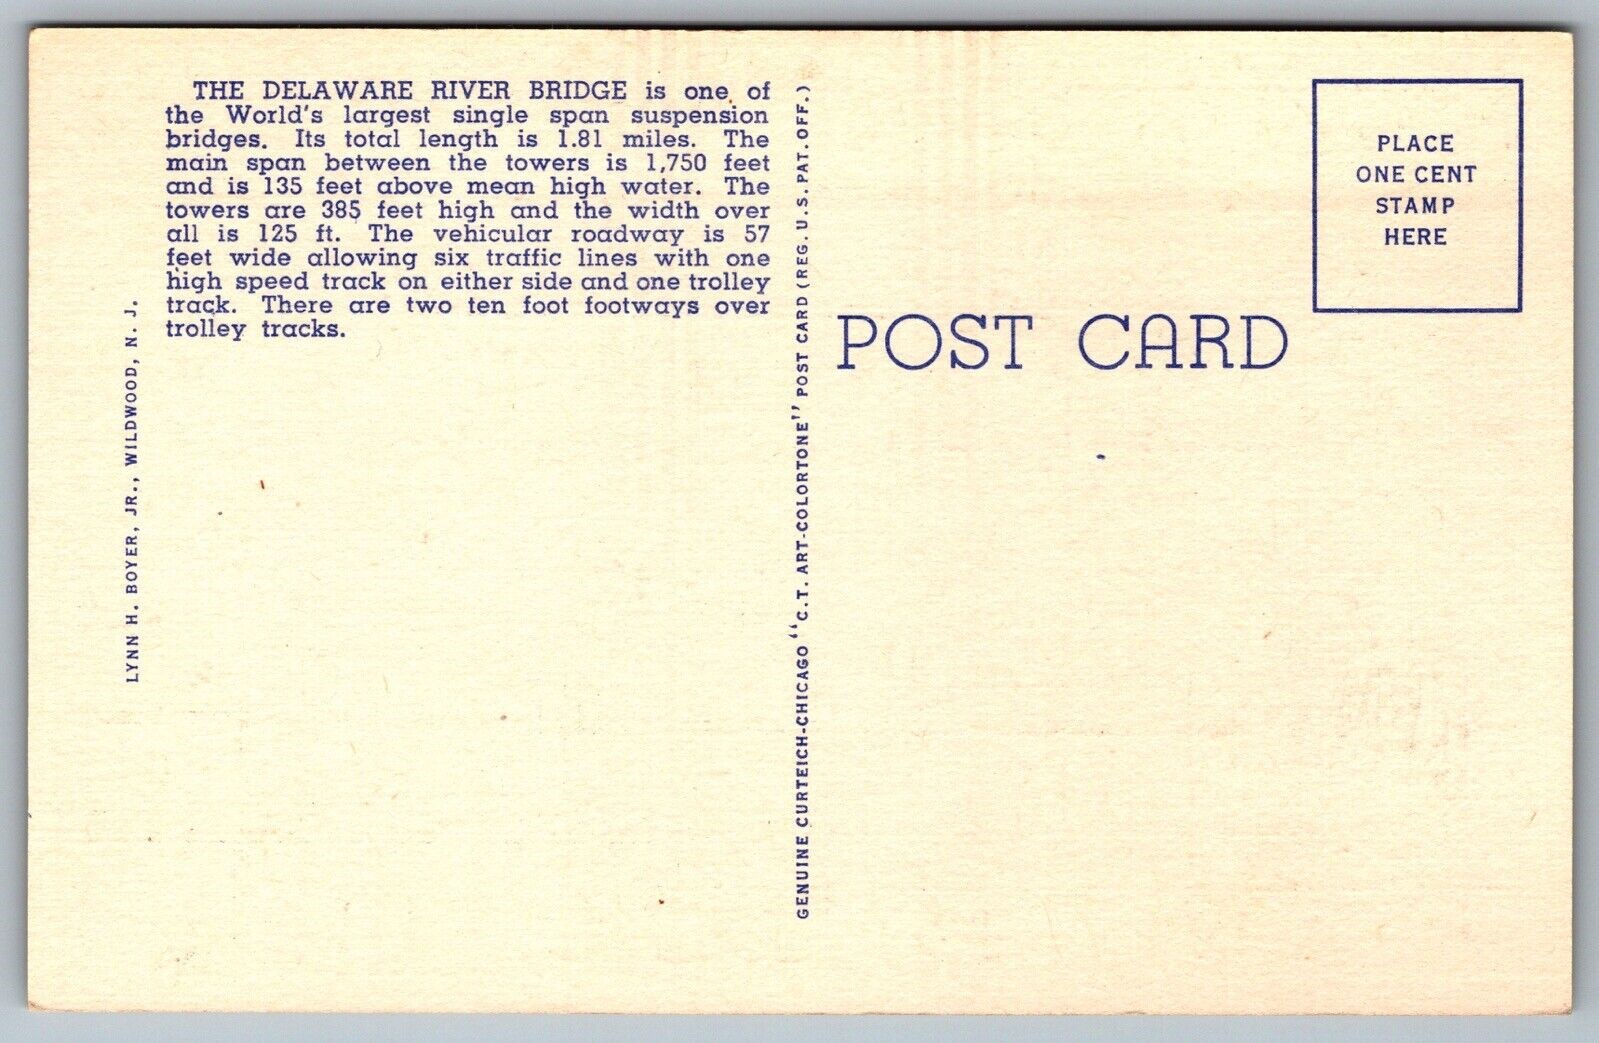 THE DELAWARE RIVER BRIDGE is one of
the World's largest single span suspension
bridges. Its total length is 1.81 miles. The
main span between the towers is 1,750 feet
and is 135 feet above mean high water. The
towers are 385 feet high and the width over
all is 125 ft. The vehicular roadway is 57
feet wide allowing six traffic lines with one
high speed track on either side and one trolley
track. There are two ten foot footways over
trolley tracks.
LYNN H. BOYER, JR., WILDWOOD, N. J.
GENUINE CURTEICH-CHICAGO "C.T. ART-COLORTONE" POST CARD (REG. U.S. PAT. OFF.)
POST CARD
PLACE
ONE CENT
STAMP
HERE